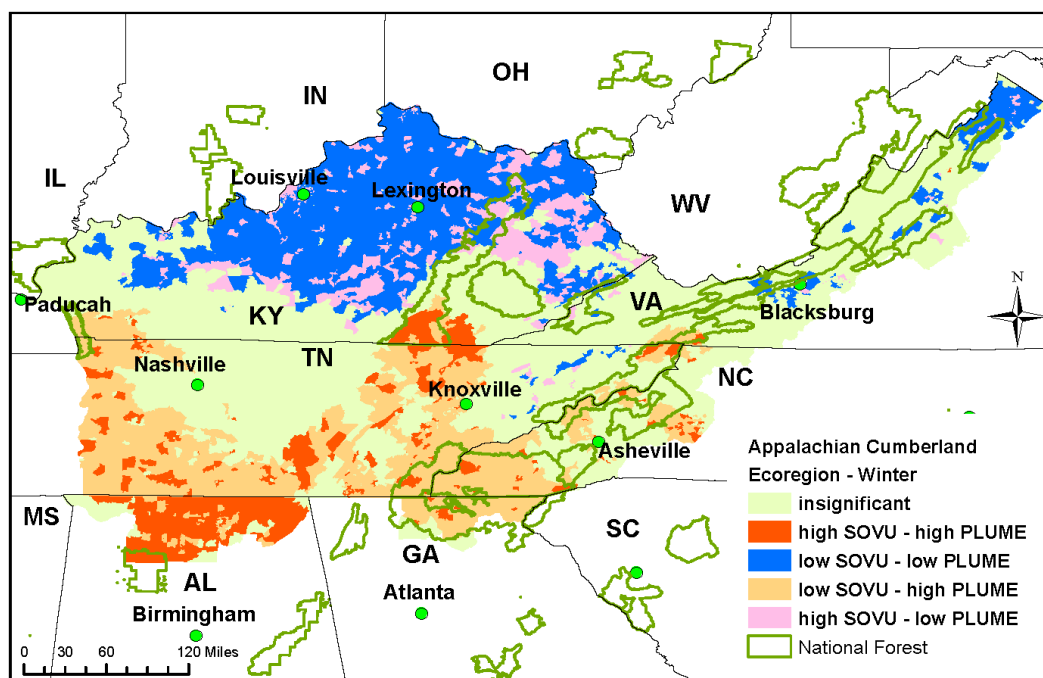 OH
IN
IL
Louisville
Lexington
WV
N
Paducah
KY
VA
Blacksburg
TN
Nashville
NC
Knoxville
Asheville
Appalachian Cumberland
Ecoregion - Winter
insignificant
MS
high SOVU - high PLUME
SC
low SOVU - low PLUME
GA
AL
low SOVU - high PLUME
Atlanta
Birmingham
high SOVU - low PLUME
National Forest
0 30 60 120 Miles